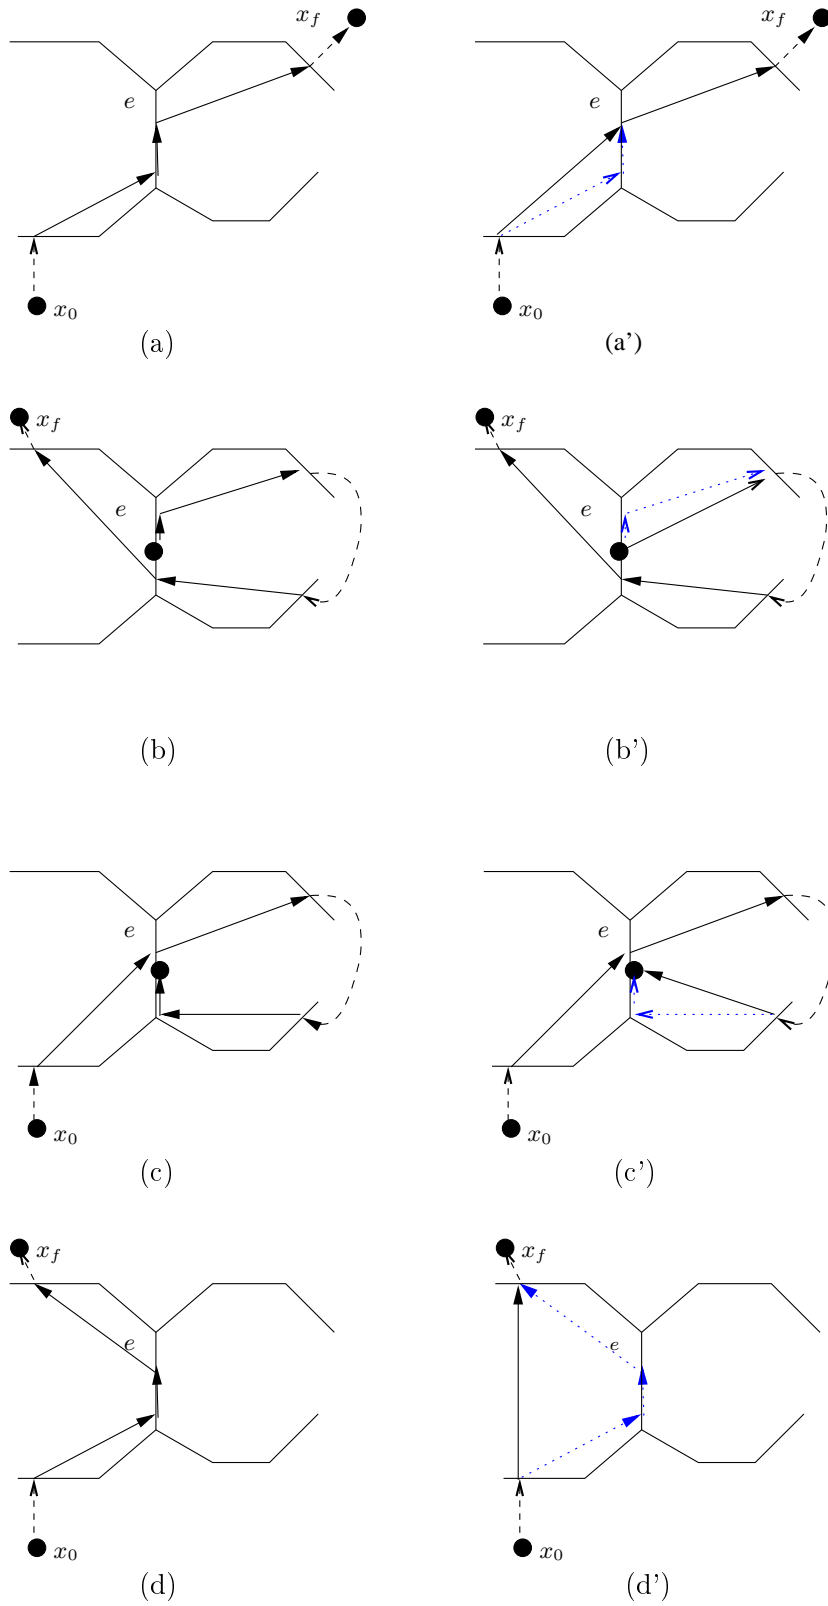 x_f x_f
e e
x_0 x_0
(a) (a')
x_f x_f
e e
(b) (b')
e e
x_0 x_0
(c) (c')
x_f x_f
e e
x_0 x_0
(d) (d')